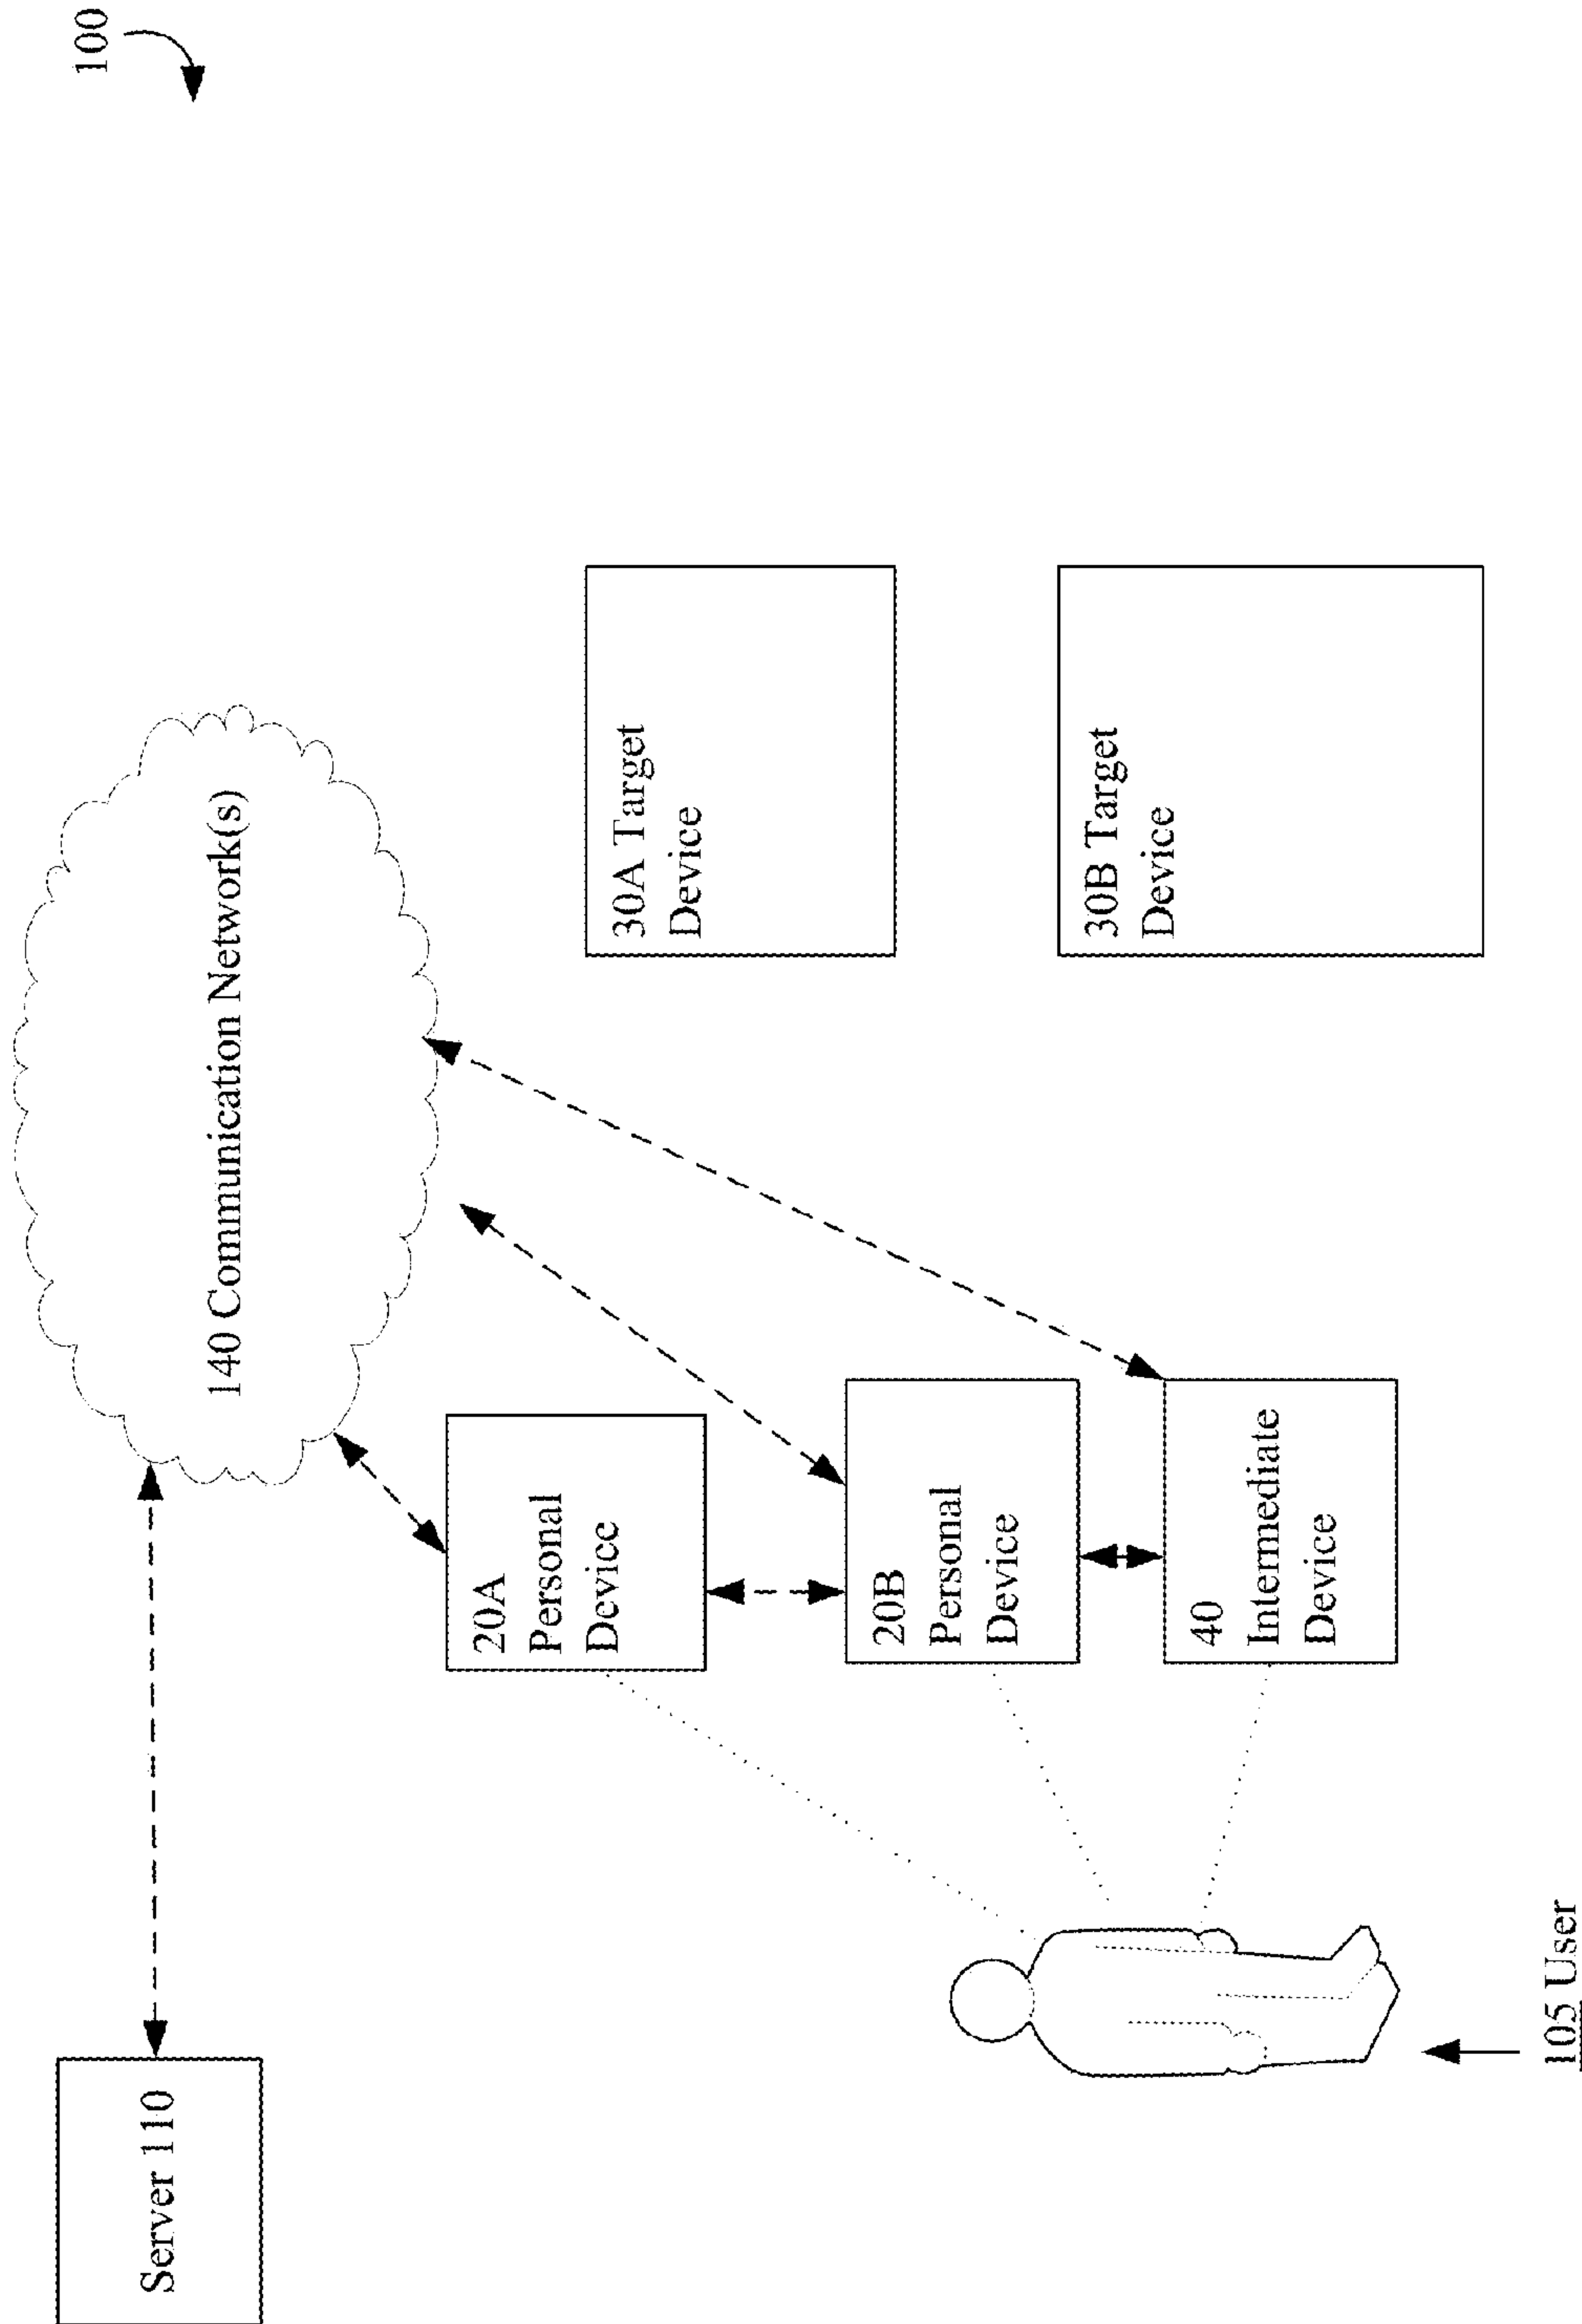 100
Server 110
140 Communication Network(s)
20A
Personal
Device
30A Target
Device
20B
Personal
Device
30B Target
Device
40
Intermediate
Device
105 User